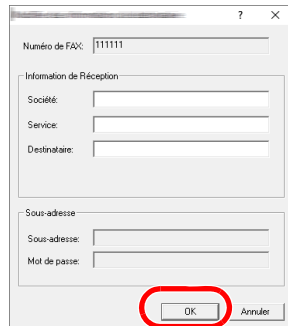 ?
Numéro de FAX: 111111
Information de Réception
Société:
Service:
Destinataire:
Sous-adresse
Sous-adresse:
Mot de passe:
OK Annuler